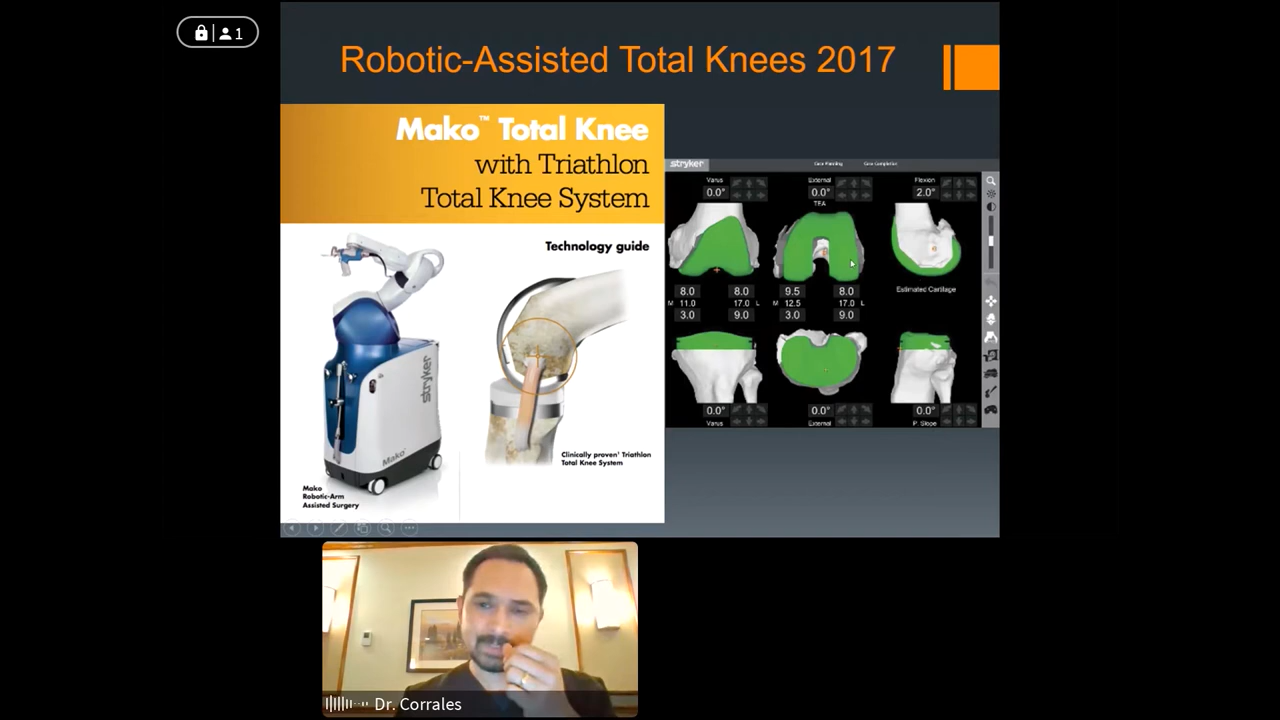 1
Robotic-Assisted Total Knees 2017
Mako™ Total Knee
with Triathlon
Total Knee System
Technology guide
stryker
Mako
Clinically proven¹ Triathlon
Total Knee System
Mako
Robotic-Arm
Assisted Surgery
stryker
Case Planning Case Completion
Varus External Flexion
0.0° 0.0° 2.0°
TEA
Estimated Cartilage
8.0 8.0 9.5 8.0
M 11.0 17.0 L M 12.5 17.0 L
3.0 9.0 3.0 9.0
0.0° 0.0° 0.0°
Varus External P. Slope
Dr. Corrales